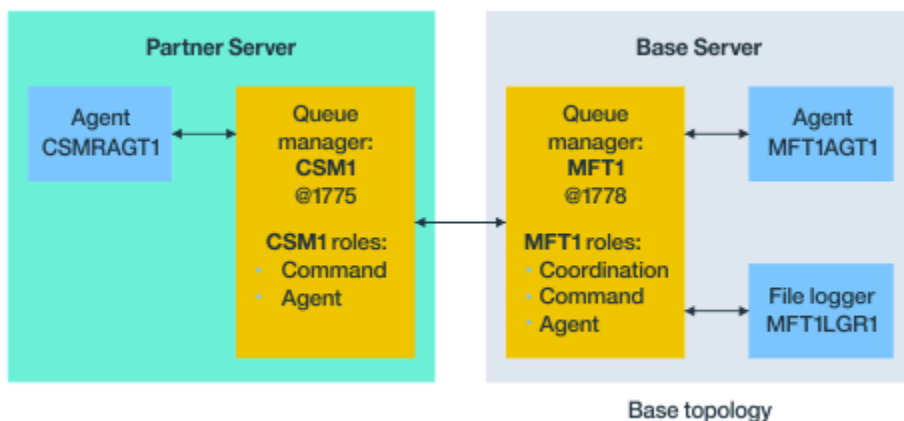 Partner Server
Agent
CSMRAGT1
Queue
manager:
CSM1
@1775
CSM1 roles:
• Command
• Agent
Base Server
Queue
manager:
MFT1
@1778
MFT1 roles:
• Coordination
• Command
• Agent
Agent
MFT1AGT1
File logger
MFT1LGR1
Base topology